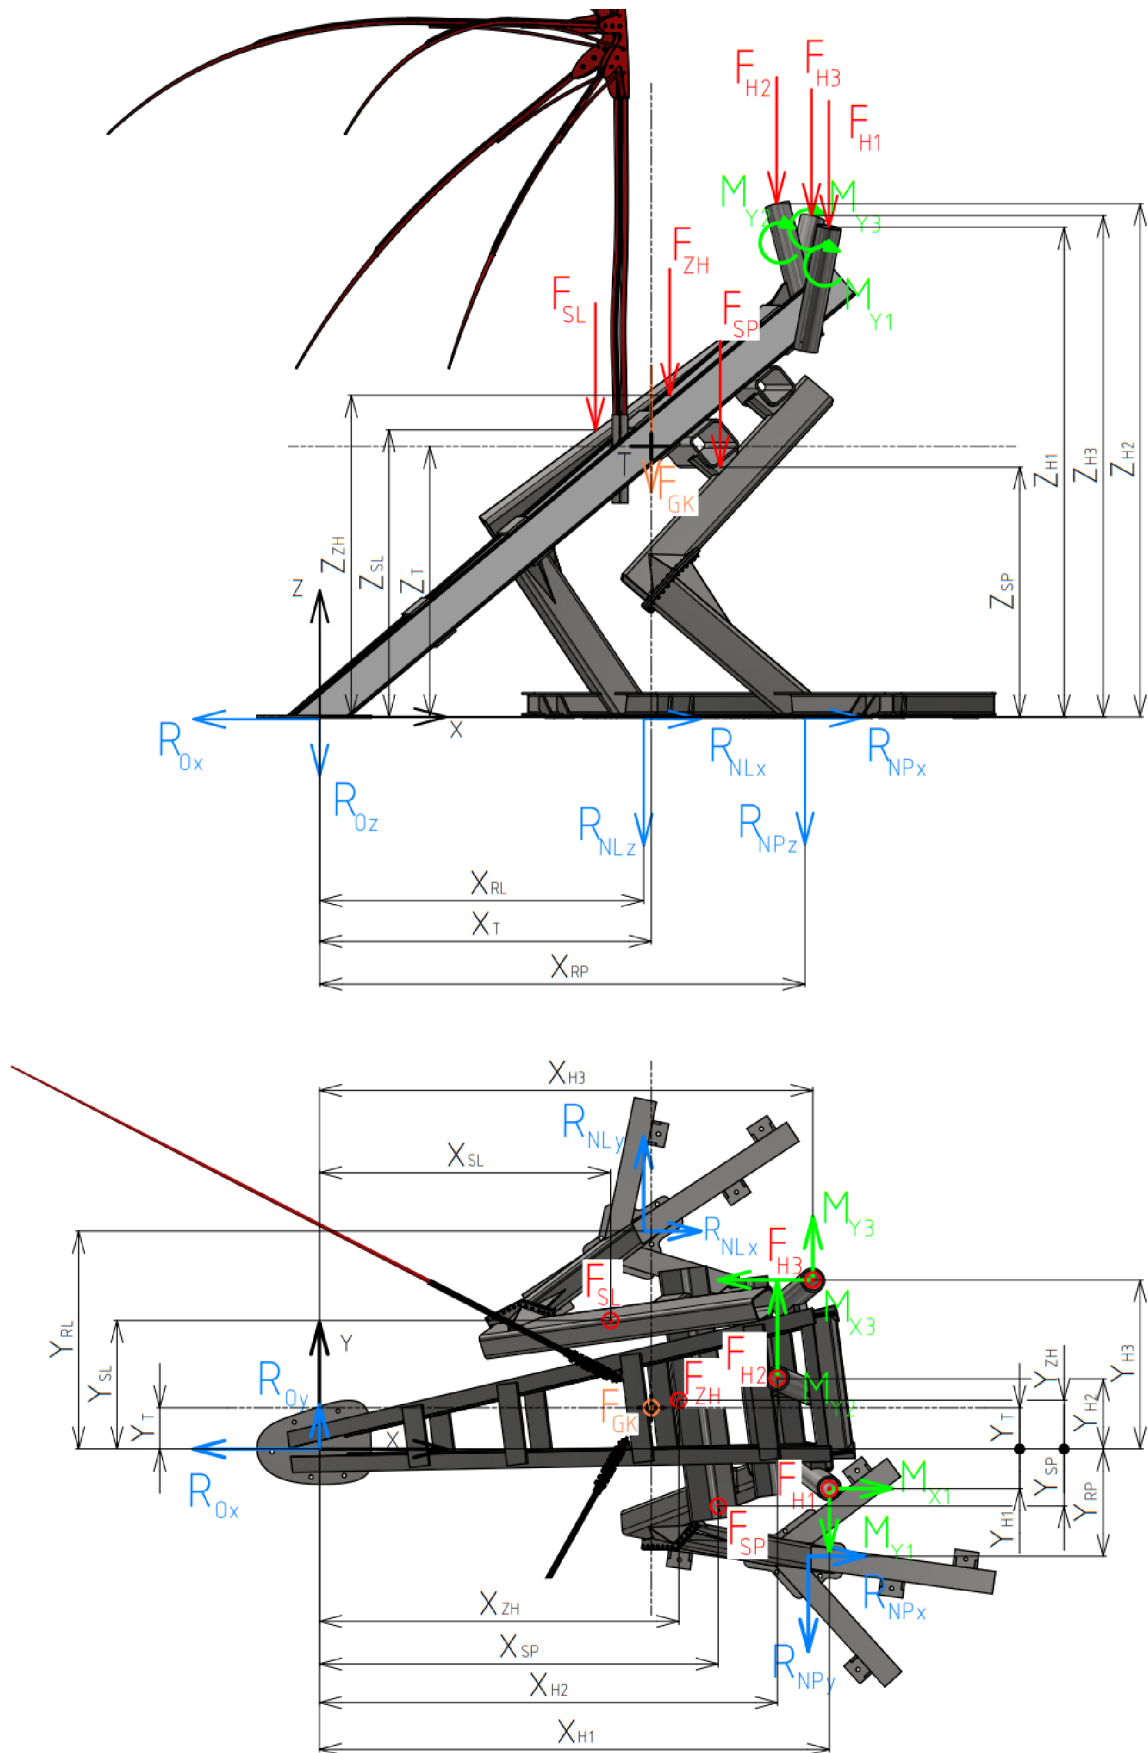 F_H2
F_H3
F_H1
M_Y2
M_Y3
F_ZH
F_SL
F_SP
M_Y1
T
F_GK
Z_ZH
Z_SL
Z_T
Z_SP
Z_H1
Z_H3
Z_H2
Z
X
R_0x
R_0z
R_NLx
R_NPx
R_NLz
R_NPz
X_RL
X_T
X_RP
X_H3
R_NLy
X_SL
M_Y3
R_NLx
F_H3
F_SL
M_X3
Y_RL
Y_SL
Y_T
Y
F_H2
F_ZH
M_Y2
R_0y
F_GK
X
Y_ZH
Y_H3
Y_H2
Y_T
R_0x
F_H1
M_X1
Y_SP
Y_RP
Y_H1
F_SP
M_Y1
R_NPx
X_ZH
X_SP
R_NPy
X_H2
X_H1